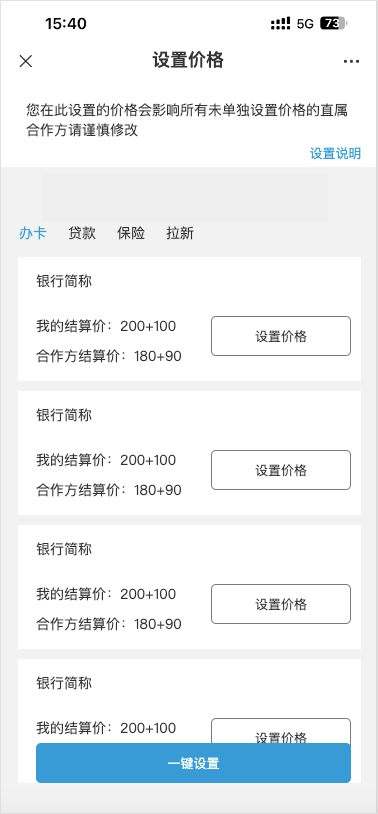 15:40 5G 73
设置价格
您在此设置的价格会影响所有未单独设置价格的直属
合作方请谨慎修改
设置说明
办卡 贷款 保险 拉新
银行简称
我的结算价：200+100
设置价格
合作方结算价：180+90
银行简称
我的结算价：200+100
设置价格
合作方结算价：180+90
银行简称
我的结算价：200+100
设置价格
合作方结算价：180+90
银行简称
我的结算价：200+100
设置价格
一键设置